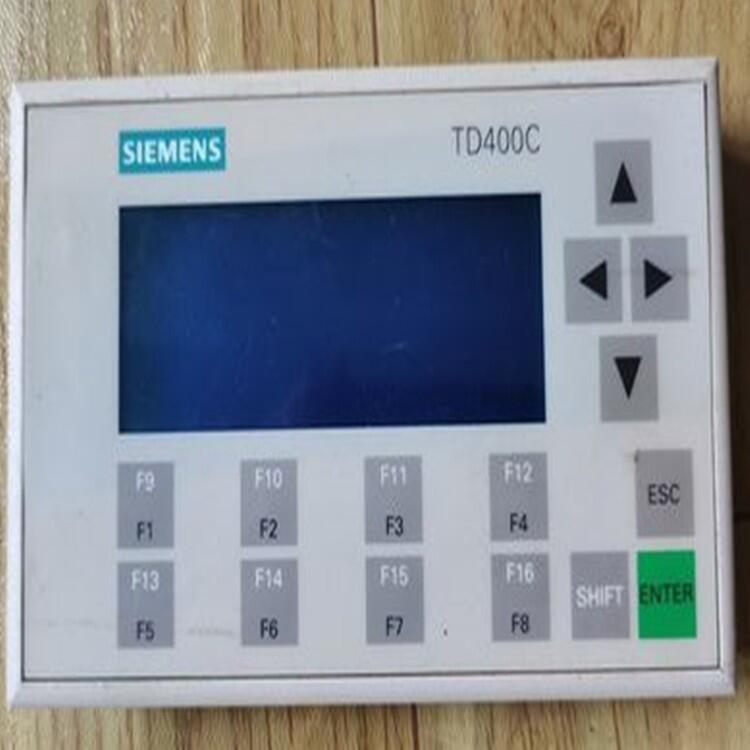 SIEMENS
TD400C
F9 F10 F11 F12
F1 F2 F3 F4
ESC
F13 F14 F15 F16
F5 F6 F7 F8
SHIFT ENTER